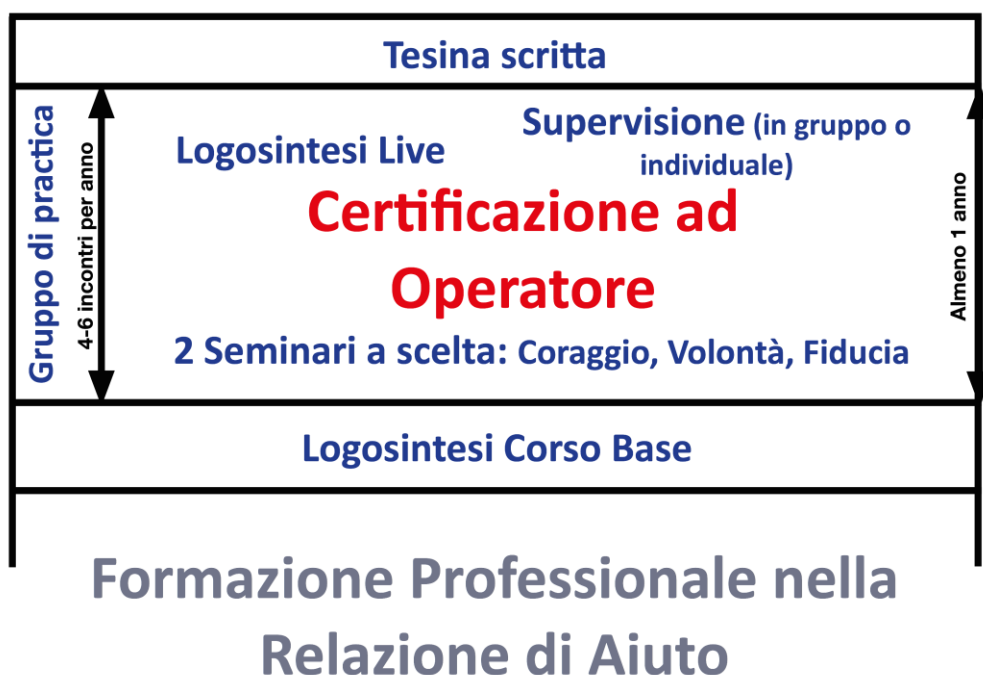 Tesina scritta
Gruppo di practica
4-6 incontri per anno
Logosintesi Live
Supervisione (in gruppo o
individuale)
Certificazione ad
Operatore
2 Seminari a scelta: Coraggio, Volontà, Fiducia
Almeno 1 anno
Logosintesi Corso Base
Formazione Professionale nella
Relazione di Aiuto